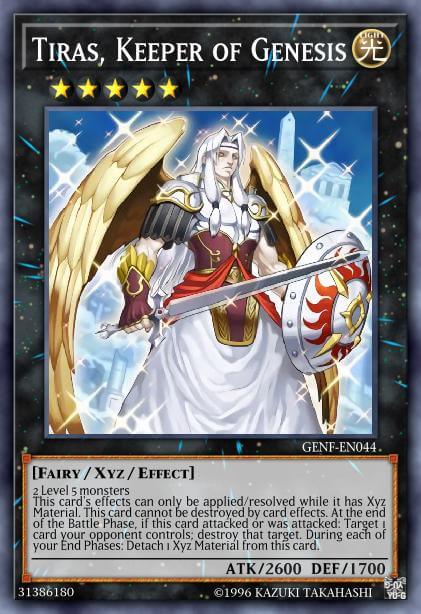 TIRAS, KEEPER OF GENESIS
LIGHT
光
GENF-EN044
[FAIRY / XYZ / EFFECT]
2 Level 5 monsters
This card's effects can only be applied/resolved while it has Xyz
Material. This card cannot be destroyed by card effects. At the end
of the Battle Phase, if this card attacked or was attacked: Target 1
card your opponent controls; destroy that target. During each of
your End Phases: Detach 1 Xyz Material from this card.
ATK/2600 DEF/1700
31386180
©1996 KAZUKI TAKAHASHI